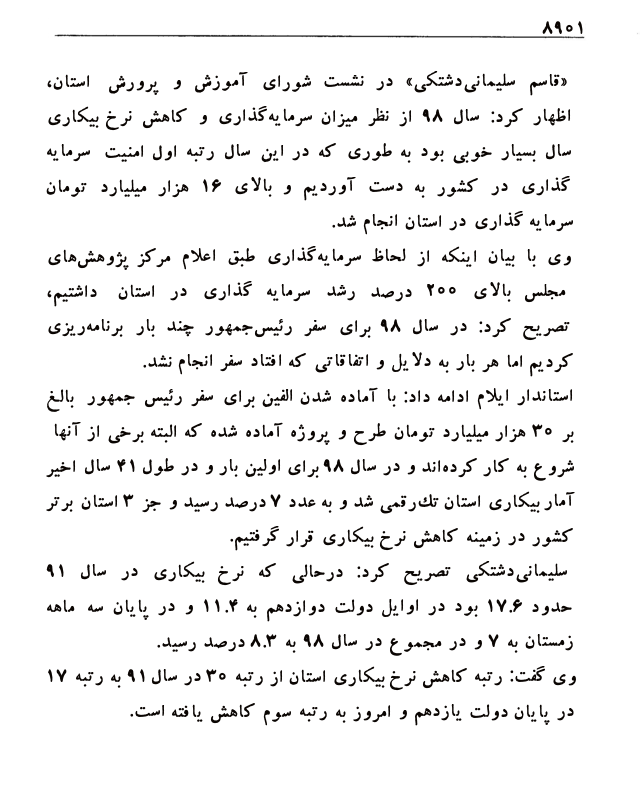 ۸۹۰۱
«قاسم سلیمانی‌دشتکی» در نشست شورای آموزش و پرورش استان،
اظهار کرد: سال ۹۸ از نظر میزان سرمایه‌گذاری و کاهش نرخ بیکاری
سال بسیار خوبی بود به طوری که در این سال رتبه اول امنیت سرمایه
گذاری در کشور به دست آوردیم و بالای ۱۶ هزار میلیارد تومان
سرمایه گذاری در استان انجام شد.
وی با بیان اینکه از لحاظ سرمایه‌گذاری طبق اعلام مرکز پژوهش‌های
مجلس بالای ۲۰۰ درصد رشد سرمایه گذاری در استان داشتیم،
تصریح کرد: در سال ۹۸ برای سفر رئیس‌جمهور چند بار برنامه‌ریزی
کردیم اما هر بار به دلایل و اتفاقاتی که افتاد سفر انجام نشد.
استاندار ایلام ادامه داد: با آماده شدن الفین برای سفر رئیس جمهور بالغ
بر ۳۰ هزار میلیارد تومان طرح و پروژه آماده شده که البته برخی از آنها
شروع به کار کرده‌اند و در سال ۹۸ برای اولین بار و در طول ۴۱ سال اخیر
آمار بیکاری استان تك‌رقمی شد و به عدد ۷ درصد رسید و جز ۳ استان برتر
کشور در زمینه کاهش نرخ بیکاری قرار گرفتیم.
سلیمانی‌دشتکی تصریح کرد: درحالی که نرخ بیکاری در سال ۹۱
حدود ۱۷.۶ بود در اوایل دولت دوازدهم به ۱۱.۴ و در پایان سه ماهه
زمستان به ۷ و در مجموع در سال ۹۸ به ۸.۳ درصد رسید.
وی گفت: رتبه کاهش نرخ بیکاری استان از رتبه ۳۰ در سال ۹۱ به رتبه ۱۷
در پایان دولت یازدهم و امروز به رتبه سوم کاهش یافته است.